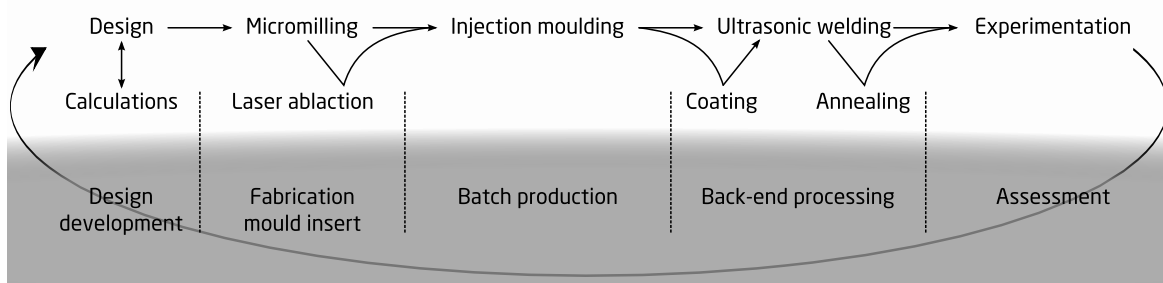 Design
Micromilling
Injection moulding
Ultrasonic welding
Experimentation
Calculations
Laser ablaction
Coating
Annealing
Design
development
Fabrication
mould insert
Batch production
Back-end processing
Assessment